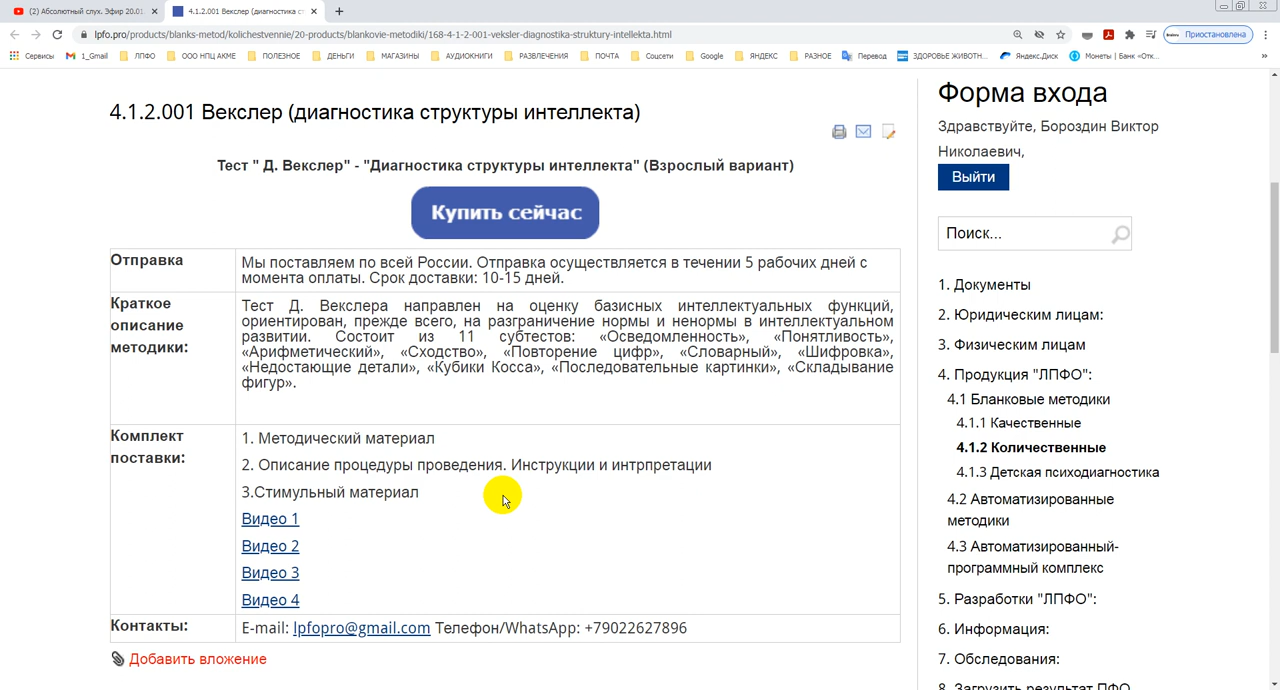 (2) Абсолютный слух. Эфир 20.01
4.1.2.001 Векслер (диагностика ст
lpfo.pro/products/blanks-metod/kolichestvennie/20-products/blankovie-metodiki/168-4-1-2-001-veksler-diagnostika-struktury-intellekta.html
Приостановлена
Сервисы 1_Gmail ЛПФО ООО НПЦ АКМЕ ПОЛЕЗНОЕ ДЕНЬГИ МАГАЗИНЫ АУДИОКНИГИ РАЗВЛЕЧЕНИЯ ПОЧТА Соцсети Google ЯНДЕКС РАЗНОЕ Перевод ЗДОРОВЬЕ ЖИВОТН... Яндекс.Диск Монеты | Банк «От...
4.1.2.001 Векслер (диагностика структуры интеллекта)
Тест " Д. Векслер" - "Диагностика структуры интеллекта" (Взрослый вариант)
Купить сейчас
Отправка
Мы поставляем по всей России. Отправка осуществляется в течении 5 рабочих дней с
момента оплаты. Срок доставки: 10-15 дней.
Краткое
описание
методики:
Тест Д. Векслера направлен на оценку базисных интеллектуальных функций,
ориентирован, прежде всего, на разграничение нормы и ненормы в интеллектуальном
развитии. Состоит из 11 субтестов: «Осведомленность», «Понятливость»,
«Арифметический», «Сходство», «Повторение цифр», «Словарный», «Шифровка»,
«Недостающие детали», «Кубики Косса», «Последовательные картинки», «Складывание
фигур».
Комплект
поставки:
1. Методический материал
2. Описание процедуры проведения. Инструкции и интрпретации
3.Стимульный материал
Видео 1
Видео 2
Видео 3
Видео 4
Контакты:
E-mail: lpfopro@gmail.com Телефон/WhatsApp: +79022627896
Добавить вложение
Форма входа
Здравствуйте, Бороздин Виктор
Николаевич,
Выйти
Поиск...
1. Документы
2. Юридическим лицам:
3. Физическим лицам
4. Продукция "ЛПФО":
4.1 Бланковые методики
4.1.1 Качественные
4.1.2 Количественные
4.1.3 Детская психодиагностика
4.2 Автоматизированные
методики
4.3 Автоматизированный-
программный комплекс
5. Разработки "ЛПФО":
6. Информация:
7. Обследования:
8. Загрузить результат ПФО